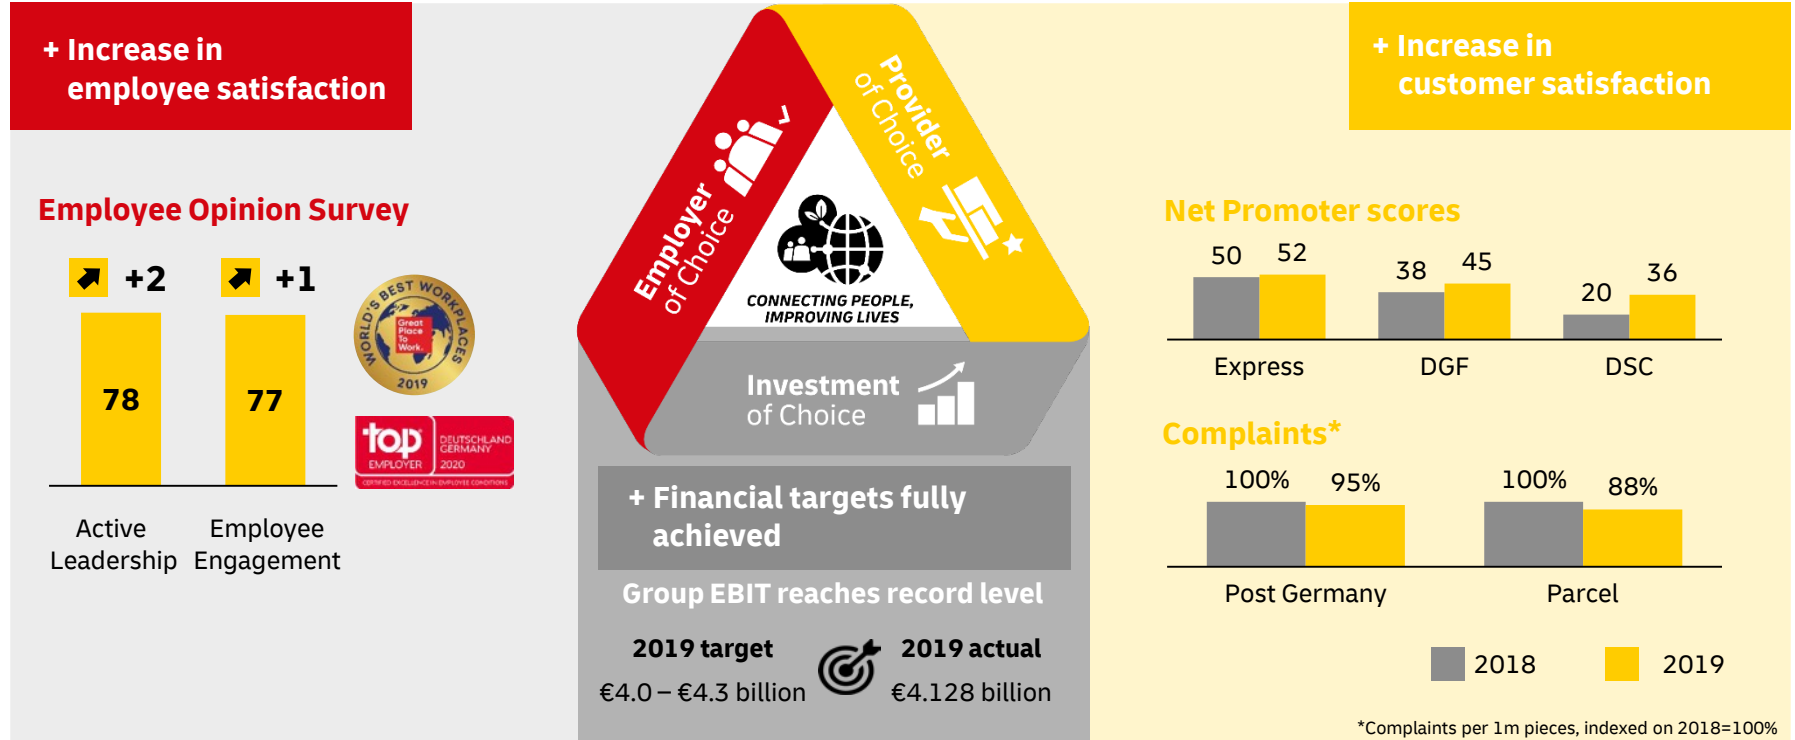 + Increase in
employee satisfaction
Employee Opinion Survey
+2
+1
78
77
Active
Leadership
Employee
Engagement
WORLD'S BEST WORKPLACES
Great
Place
To
Work.
2019
top
EMPLOYER
DEUTSCHLAND
GERMANY
2020
CERTIFIED EXCELLENCE IN EMPLOYEE CONDITIONS
Employer
of Choice
Provider
of Choice
CONNECTING PEOPLE,
IMPROVING LIVES
Investment
of Choice
+ Financial targets fully
achieved
Group EBIT reaches record level
2019 target
€4.0 – €4.3 billion
2019 actual
€4.128 billion
+ Increase in
customer satisfaction
Net Promoter scores
50
52
38
45
20
36
Express
DGF
DSC
Complaints*
100%
95%
100%
88%
Post Germany
Parcel
2018
2019
*Complaints per 1m pieces, indexed on 2018=100%